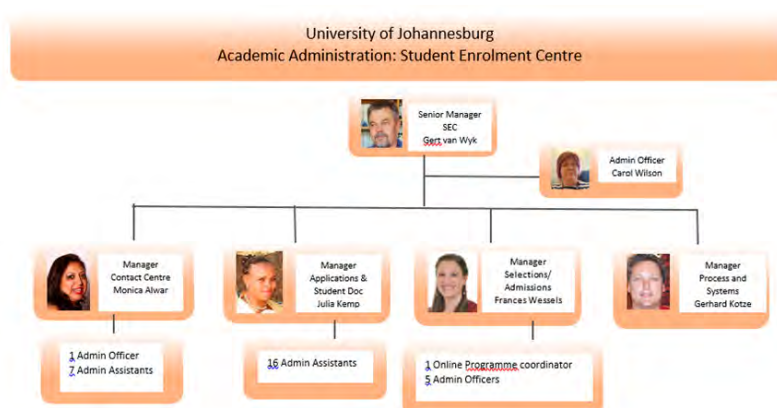 University of Johannesburg
Academic Administration: Student Enrolment Centre
Senior Manager
SEC
Gert van Wyk
Admin Officer
Carol Wilson
Manager
Contact Centre
Monica Alwar
Manager
Applications &
Student Doc
Julia Kemp
Manager
Selections/
Admissions
Frances Wessels
Manager
Process and
Systems
Gerhard Kotze
1 Admin Officer
7 Admin Assistants
16 Admin Assistants
1 Online Programme coordinator
5 Admin Officers